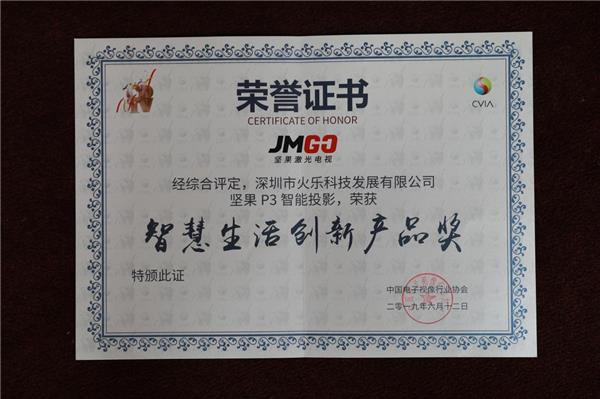 荣誉证书
CERTIFICATE OF HONOR
CVIA
JMGO
坚果激光电视
经综合评定，深圳市火乐科技发展有限公司
坚果 P3 智能投影，荣获
智慧生活创新产品奖
特颁此证
中国电子视像行业协会
二零一九年六月十二日